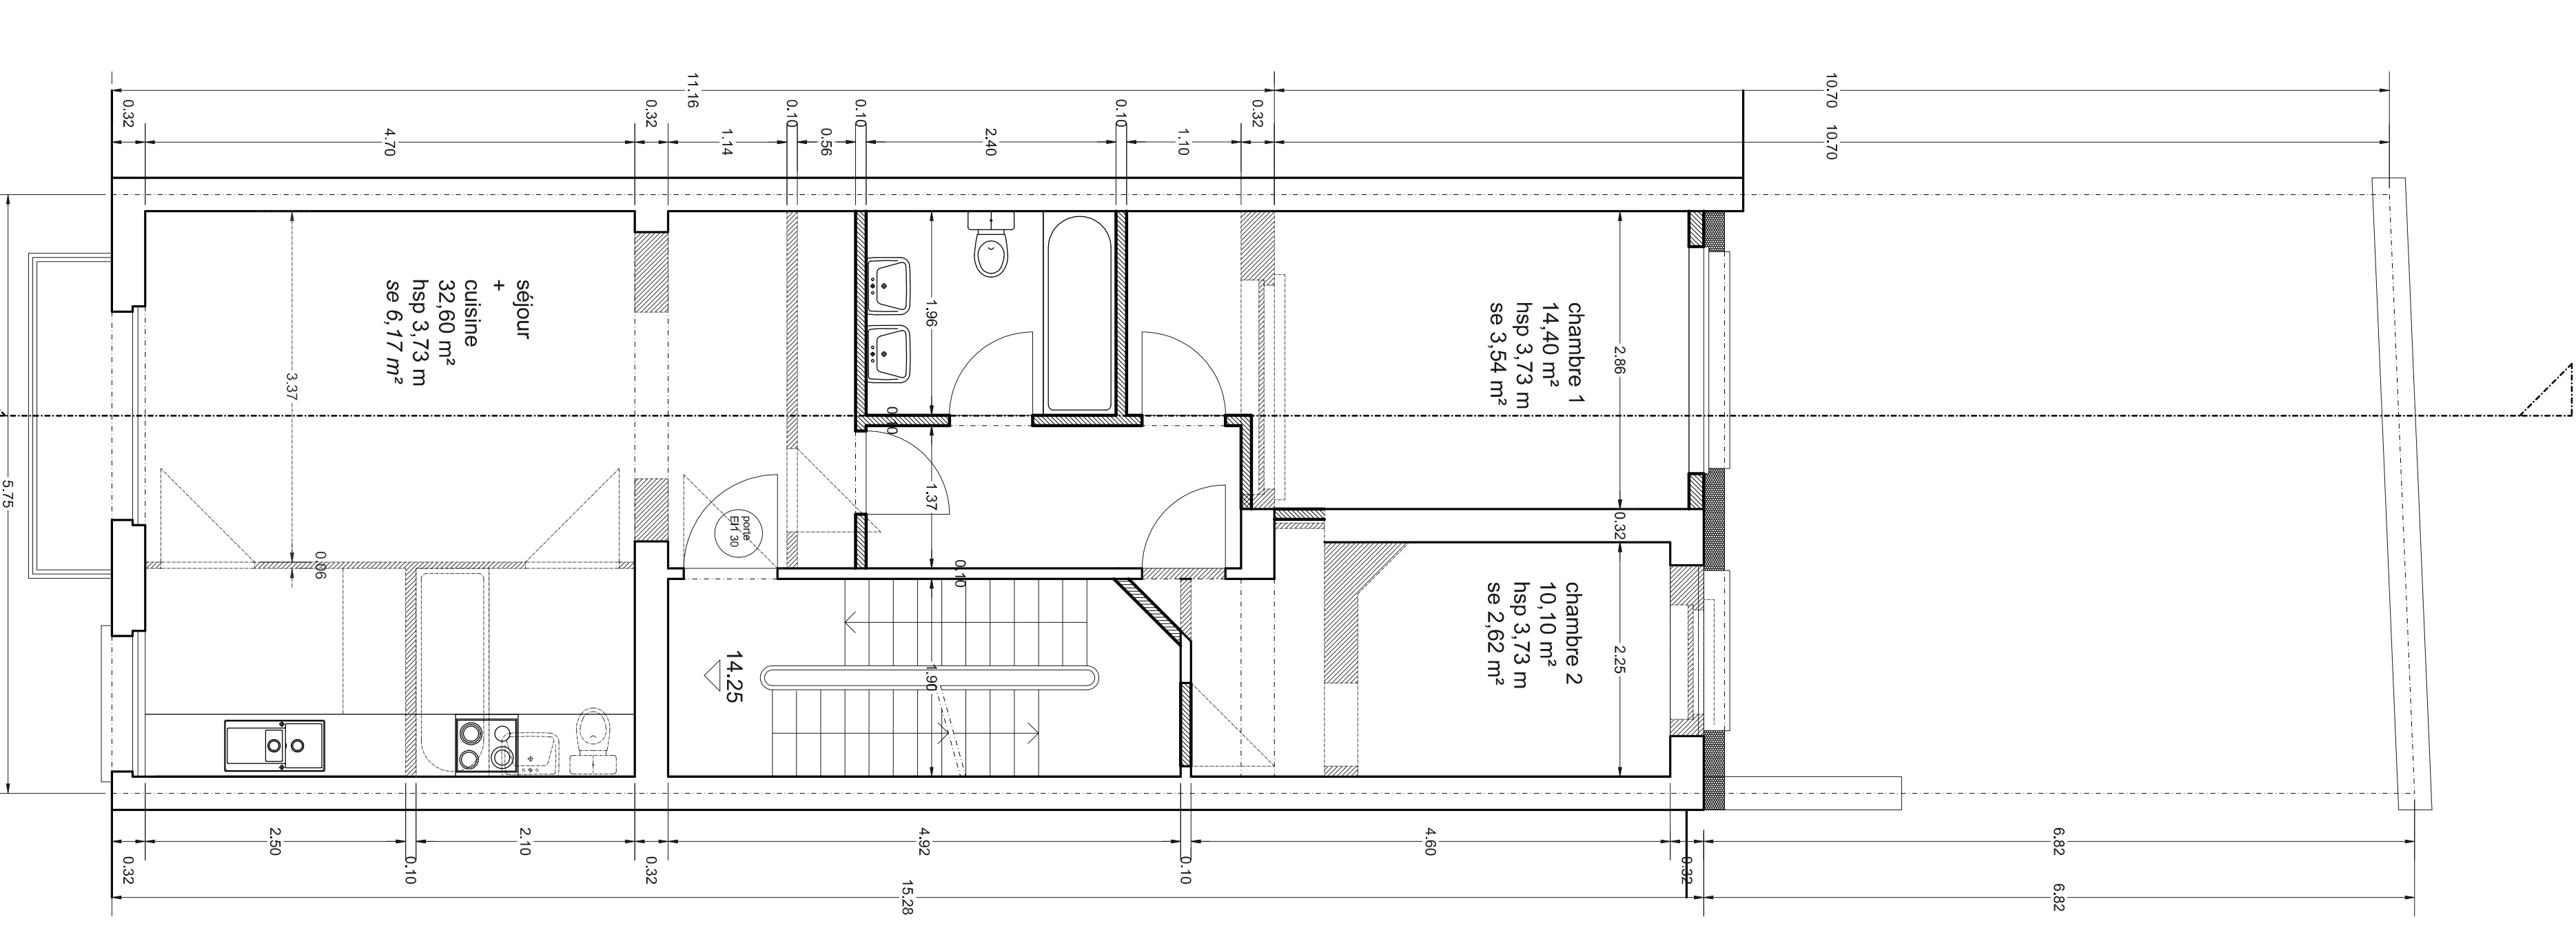 11.16
10.70
0.32
4.70
0.32
1.14
0.10
0.56
0.10
2.40
0.10
1.10
0.32
10.70
séjour
+
cuisine
32,60 m²
hsp 3,73 m
se 6,17 m²
chambre 1
14,40 m²
hsp 3,73 m
se 3,54 m²
chambre 2
10,10 m²
hsp 3,73 m
se 2,62 m²
porte
EI1 30
14.25
3.37
0.06
1.96
0.10
1.37
0.10
1.90
2.86
0.32
2.25
5.75
0.32
2.50
0.10
2.10
0.32
4.92
0.10
4.60
0.32
6.82
15.28
6.82